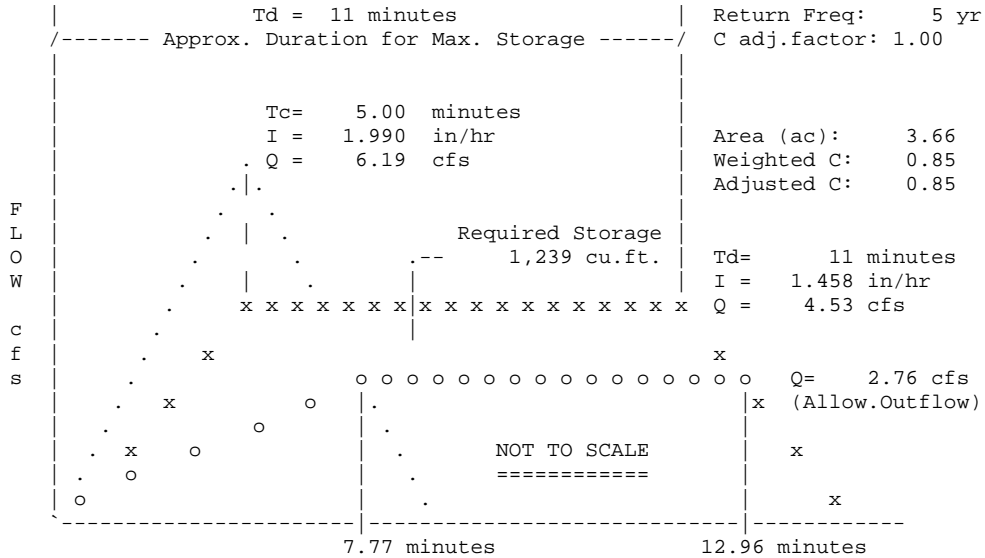 Td = 11 minutes Return Freq: 5 yr
/------- Approx. Duration for Max. Storage ------/ C adj.factor: 1.00
Tc= 5.00 minutes
I = 1.990 in/hr Area (ac): 3.66
Q = 6.19 cfs Weighted C: 0.85
Adjusted C: 0.85
F
L Required Storage
O 1,239 cu.ft. Td= 11 minutes
W I = 1.458 in/hr
x x x x x x x x x x x x x x x x x x Q = 4.53 cfs
c
f x x
s o o o o o o o o o o o o o o o o Q= 2.76 cfs
x o x (Allow.Outflow)
o
x o NOT TO SCALE x
o ============
o x
7.77 minutes 12.96 minutes